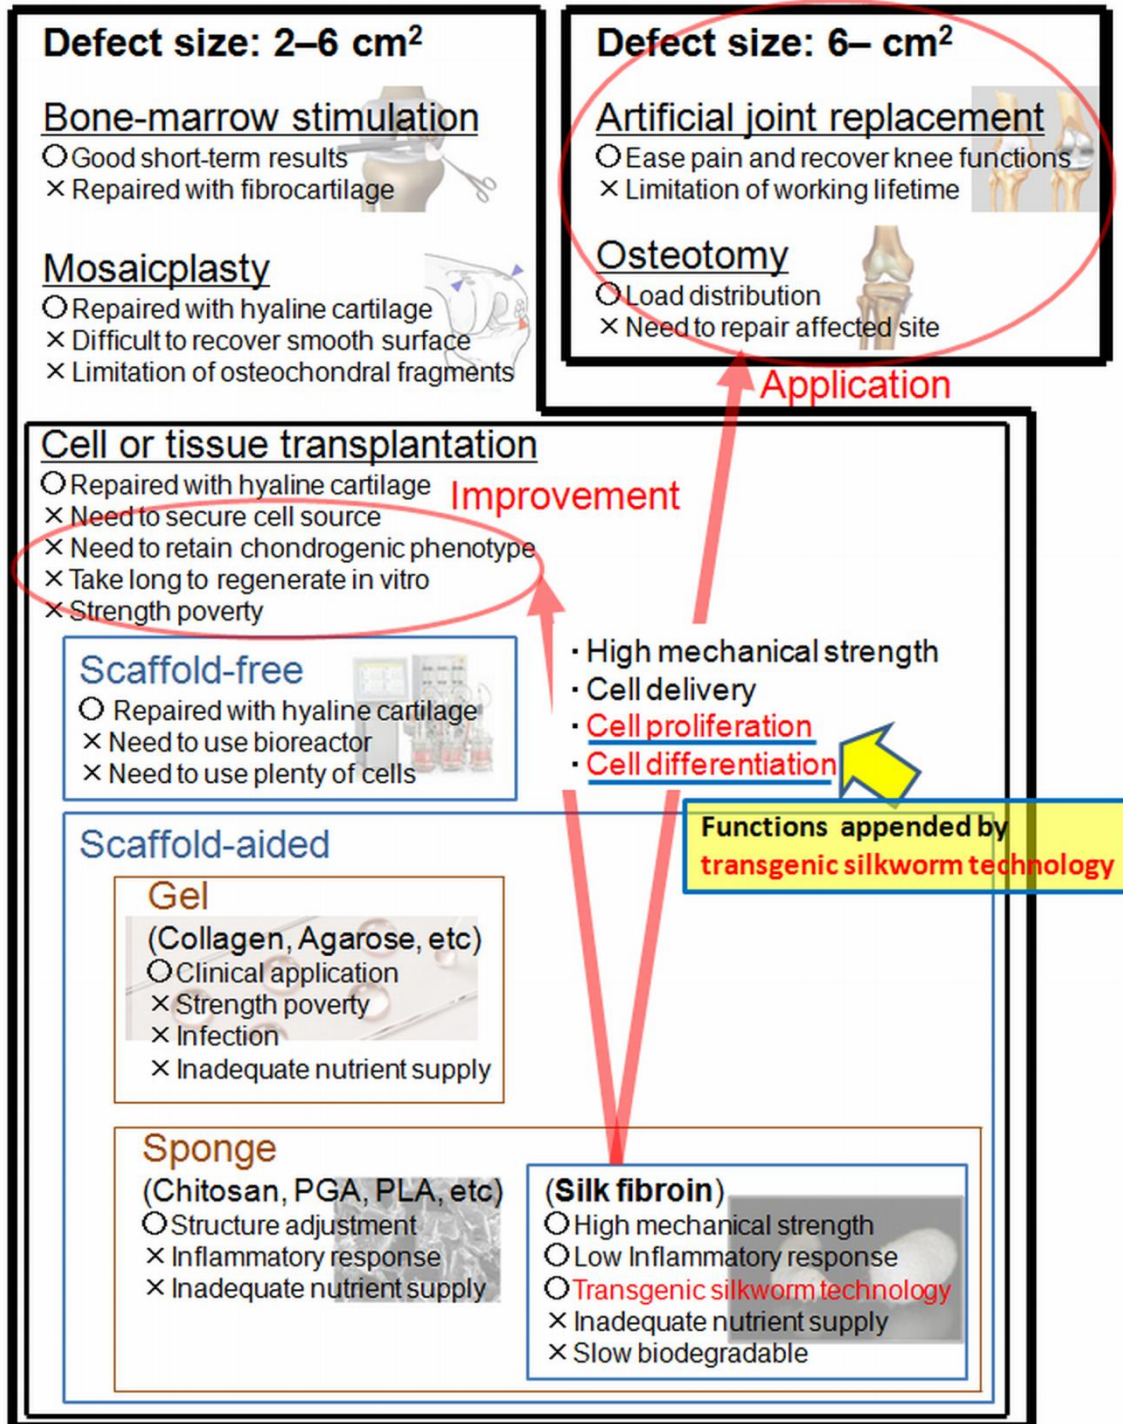 Defect size: 2–6 cm²
Bone-marrow stimulation
○ Good short-term results
× Repaired with fibrocartilage
Mosaicplasty
○ Repaired with hyaline cartilage
× Difficult to recover smooth surface
× Limitation of osteochondral fragments
Defect size: 6– cm²
Artificial joint replacement
○ Ease pain and recover knee functions
× Limitation of working lifetime
Osteotomy
○ Load distribution
× Need to repair affected site
Application
Cell or tissue transplantation
○ Repaired with hyaline cartilage
× Need to secure cell source
× Need to retain chondrogenic phenotype
× Take long to regenerate in vitro
× Strength poverty
Improvement
Scaffold-free
○ Repaired with hyaline cartilage
× Need to use bioreactor
× Need to use plenty of cells
· High mechanical strength
· Cell delivery
· Cell proliferation
· Cell differentiation
Functions appended by
transgenic silkworm technology
Scaffold-aided
Gel
(Collagen, Agarose, etc)
○ Clinical application
× Strength poverty
× Infection
× Inadequate nutrient supply
Sponge
(Chitosan, PGA, PLA, etc)
○ Structure adjustment
× Inflammatory response
× Inadequate nutrient supply
(Silk fibroin)
○ High mechanical strength
○ Low Inflammatory response
○ Transgenic silkworm technology
× Inadequate nutrient supply
× Slow biodegradable